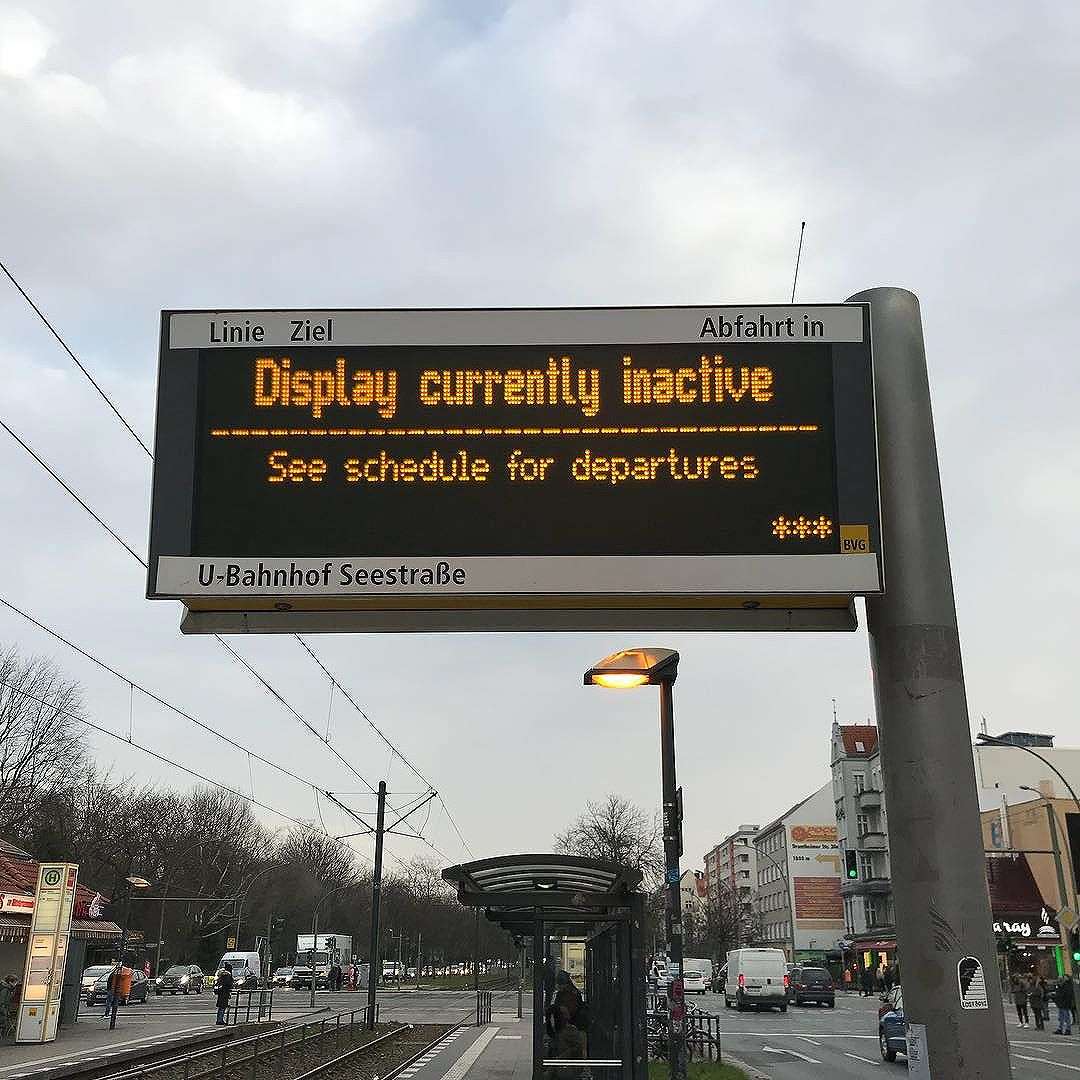 Linie Ziel Abfahrt in
Display currently inactive
See schedule for departures
***
BVG
U-Bahnhof Seestraße
H